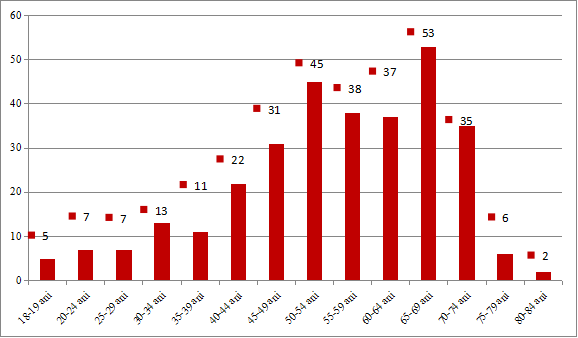 60
50
40
30
20
10
0
5
7
7
13
11
22
31
45
38
37
53
35
6
2
18-19 ani
20-24 ani
25-29 ani
30-34 ani
35-39 ani
40-44 ani
45-49 ani
50-54 ani
55-59 ani
60-64 ani
65-69 ani
70-74 ani
75-79 ani
80-84 ani